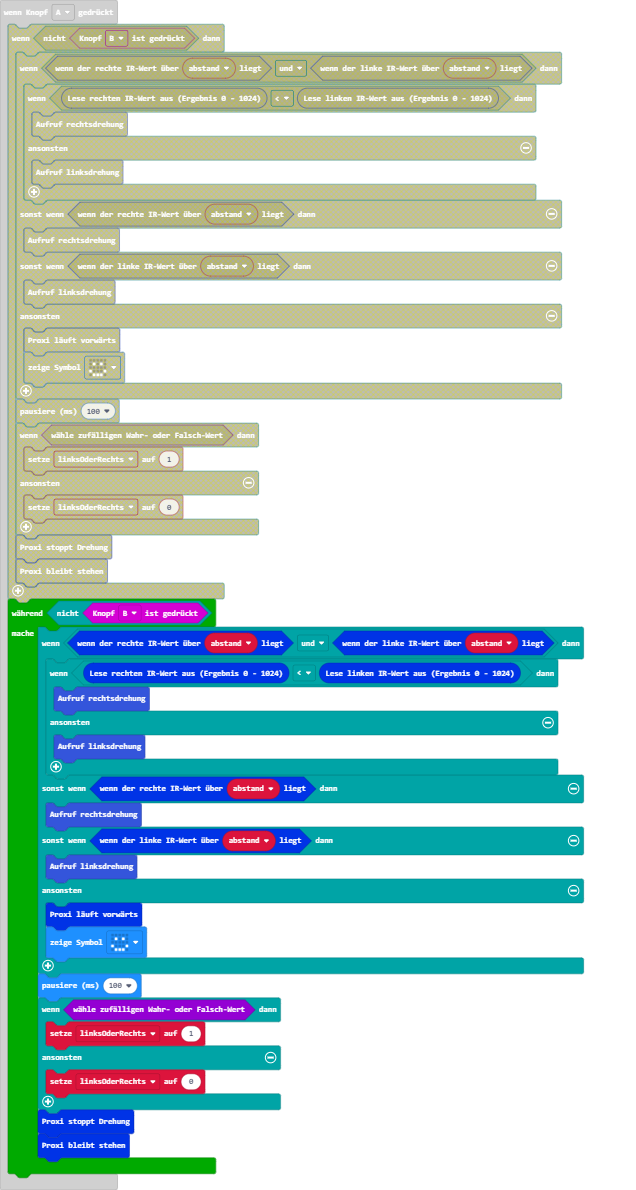 wenn Knopf A gedrückt
wenn nicht Knopf B ist gedrückt dann
wenn wenn der rechte IR-Wert über abstand liegt und wenn der linke IR-Wert über abstand liegt dann
wenn Lese rechten IR-Wert aus (Ergebnis 0 - 1024) < Lese linken IR-Wert aus (Ergebnis 0 - 1024) dann
Aufruf rechtsdrehung
ansonsten
Aufruf linksdrehung
sonst wenn wenn der rechte IR-Wert über abstand liegt dann
Aufruf rechtsdrehung
sonst wenn wenn der linke IR-Wert über abstand liegt dann
Aufruf linksdrehung
ansonsten
Proxi läuft vorwärts
zeige Symbol
pausiere (ms) 100
wenn wähle zufälligen Wahr- oder Falsch-Wert dann
setze linksOderRechts auf 1
ansonsten
setze linksOderRechts auf 0
Proxi stoppt Drehung
Proxi bleibt stehen
während nicht Knopf B ist gedrückt
mache
wenn wenn der rechte IR-Wert über abstand liegt und wenn der linke IR-Wert über abstand liegt dann
wenn Lese rechten IR-Wert aus (Ergebnis 0 - 1024) < Lese linken IR-Wert aus (Ergebnis 0 - 1024) dann
Aufruf rechtsdrehung
ansonsten
Aufruf linksdrehung
sonst wenn wenn der rechte IR-Wert über abstand liegt dann
Aufruf rechtsdrehung
sonst wenn wenn der linke IR-Wert über abstand liegt dann
Aufruf linksdrehung
ansonsten
Proxi läuft vorwärts
zeige Symbol
pausiere (ms) 100
wenn wähle zufälligen Wahr- oder Falsch-Wert dann
setze linksOderRechts auf 1
ansonsten
setze linksOderRechts auf 0
Proxi stoppt Drehung
Proxi bleibt stehen